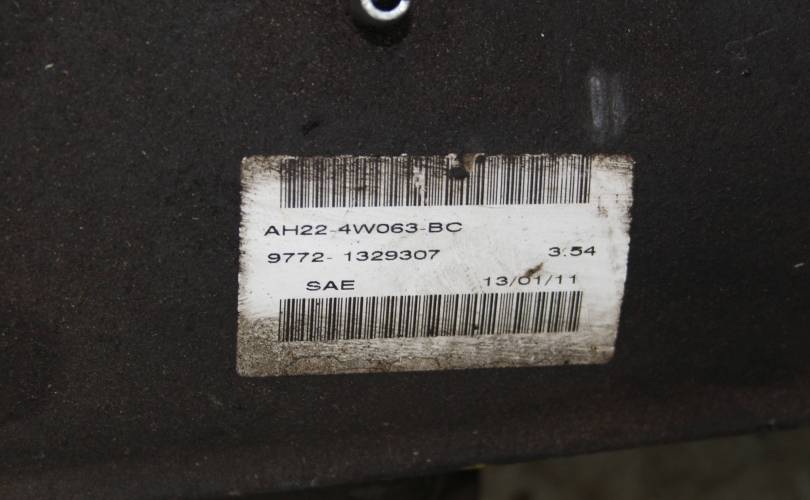 AH22-4W063-BC
9772- 1329307 3.54
SAE 13/01/11